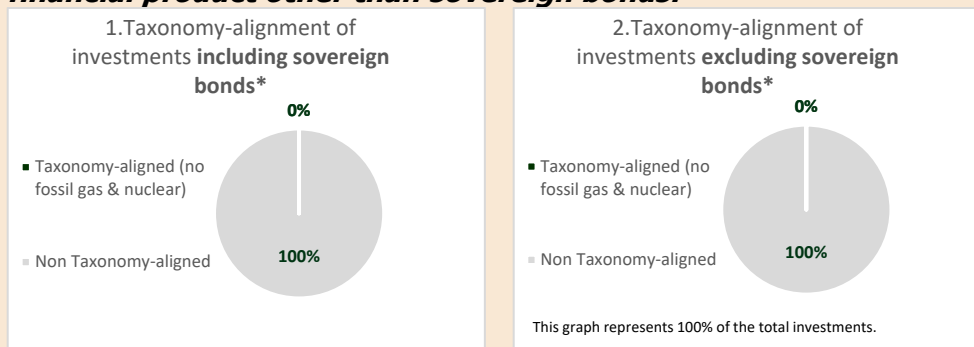 financial product other than sovereign bonds.
1.Taxonomy-alignment of
investments including sovereign
bonds*
0%
Taxonomy-aligned (no
fossil gas & nuclear)
Non Taxonomy-aligned
100%
2.Taxonomy-alignment of
investments excluding sovereign
bonds*
0%
Taxonomy-aligned (no
fossil gas & nuclear)
Non Taxonomy-aligned
100%
This graph represents 100% of the total investments.